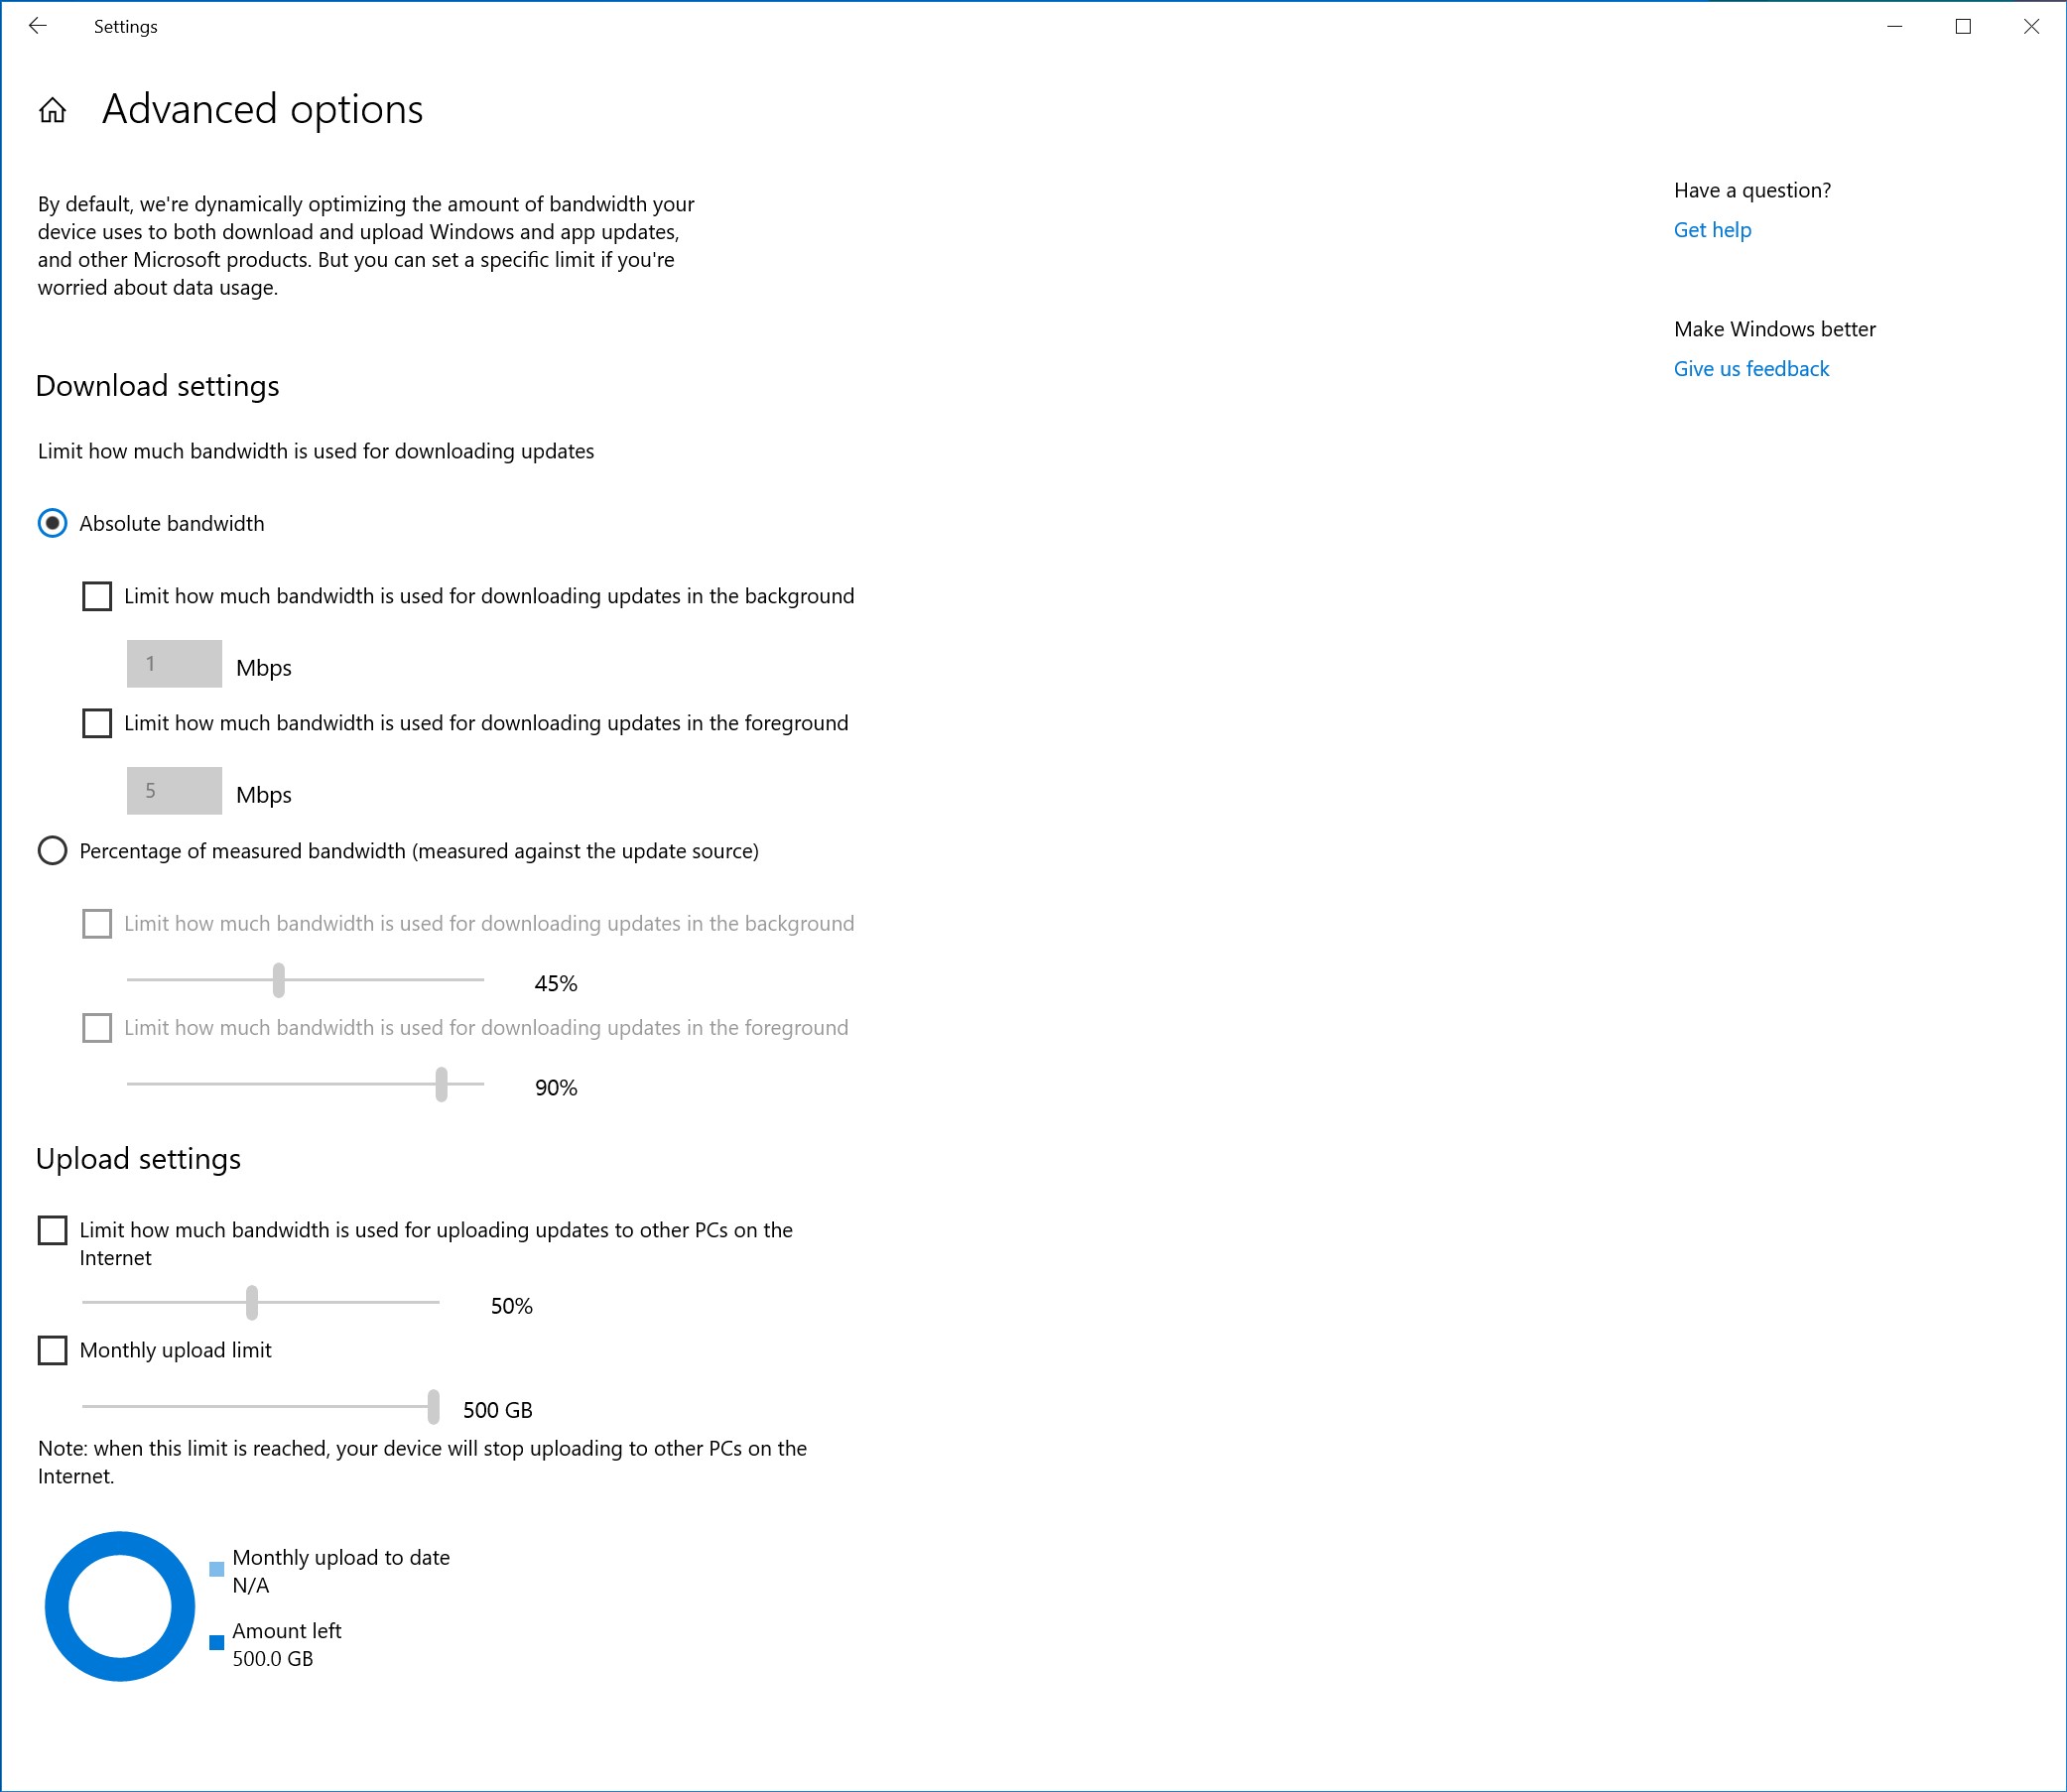 Settings
Advanced options
By default, we're dynamically optimizing the amount of bandwidth your
device uses to both download and upload Windows and app updates,
and other Microsoft products. But you can set a specific limit if you're
worried about data usage.
Have a question?
Get help
Make Windows better
Give us feedback
Download settings
Limit how much bandwidth is used for downloading updates
Absolute bandwidth
Limit how much bandwidth is used for downloading updates in the background
1 Mbps
Limit how much bandwidth is used for downloading updates in the foreground
5 Mbps
Percentage of measured bandwidth (measured against the update source)
Limit how much bandwidth is used for downloading updates in the background
45%
Limit how much bandwidth is used for downloading updates in the foreground
90%
Upload settings
Limit how much bandwidth is used for uploading updates to other PCs on the
Internet
50%
Monthly upload limit
500 GB
Note: when this limit is reached, your device will stop uploading to other PCs on the
Internet.
Monthly upload to date
N/A
Amount left
500.0 GB